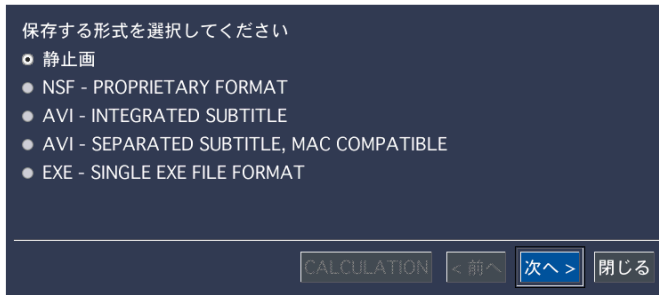 保存する形式を選択してください
静止画
NSF - PROPRIETARY FORMAT
AVI - INTEGRATED SUBTITLE
AVI - SEPARATED SUBTITLE, MAC COMPATIBLE
EXE - SINGLE EXE FILE FORMAT
CALCULATION < 前へ 次へ > 閉じる